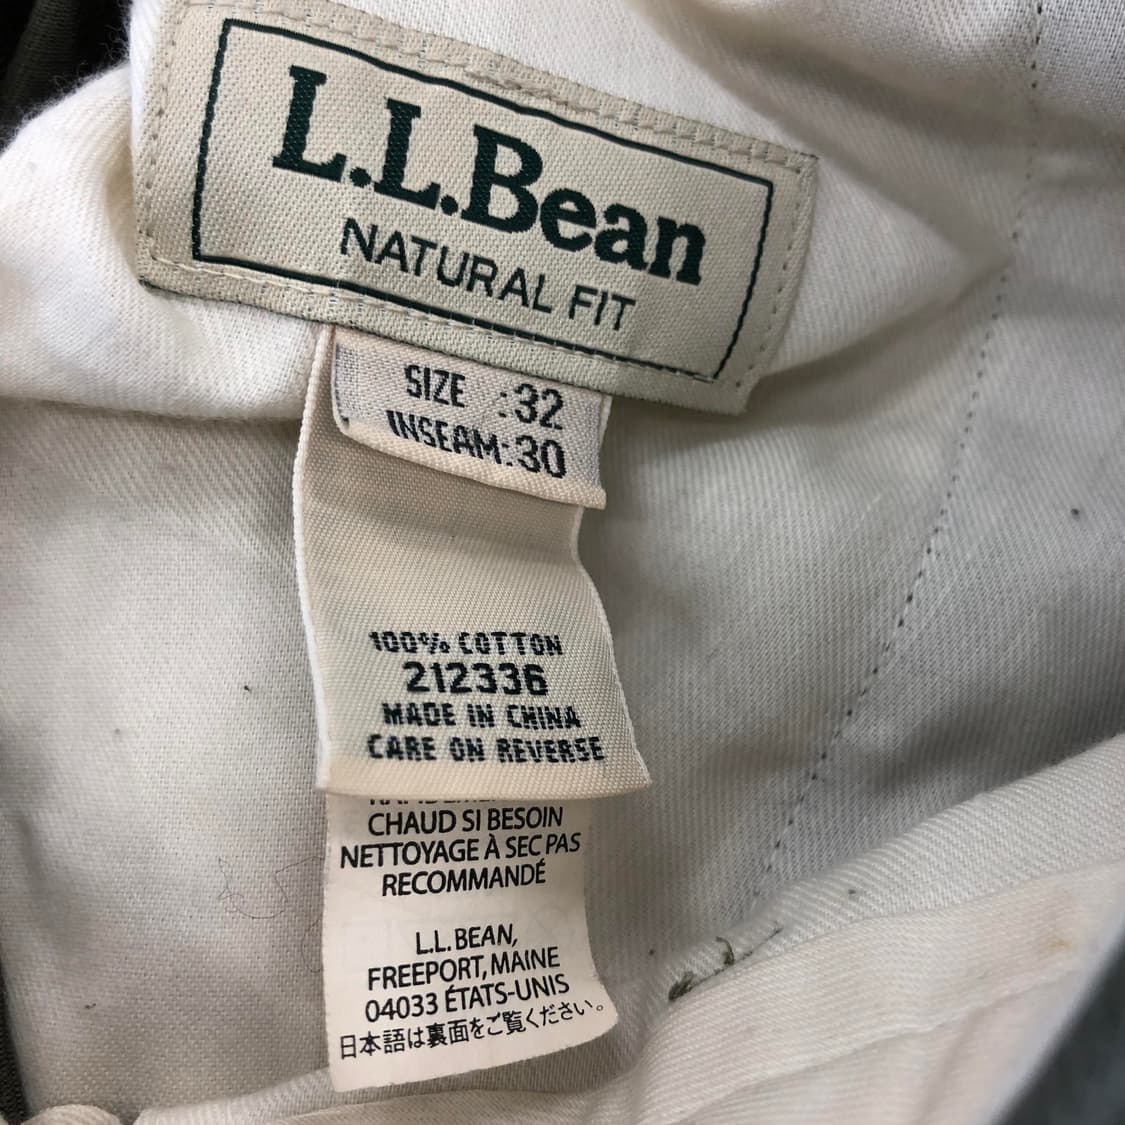 L.L.Bean
NATURAL FIT
SIZE :32
INSEAM:30
100% COTTON
212336
MADE IN CHINA
CARE ON REVERSE
CHAUD SI BESOIN
NETTOYAGE À SEC PAS
RECOMMANDÉ
L.L. BEAN,
FREEPORT, MAINE
04033 ÉTATS-UNIS
日本語は裏面をご覧ください。